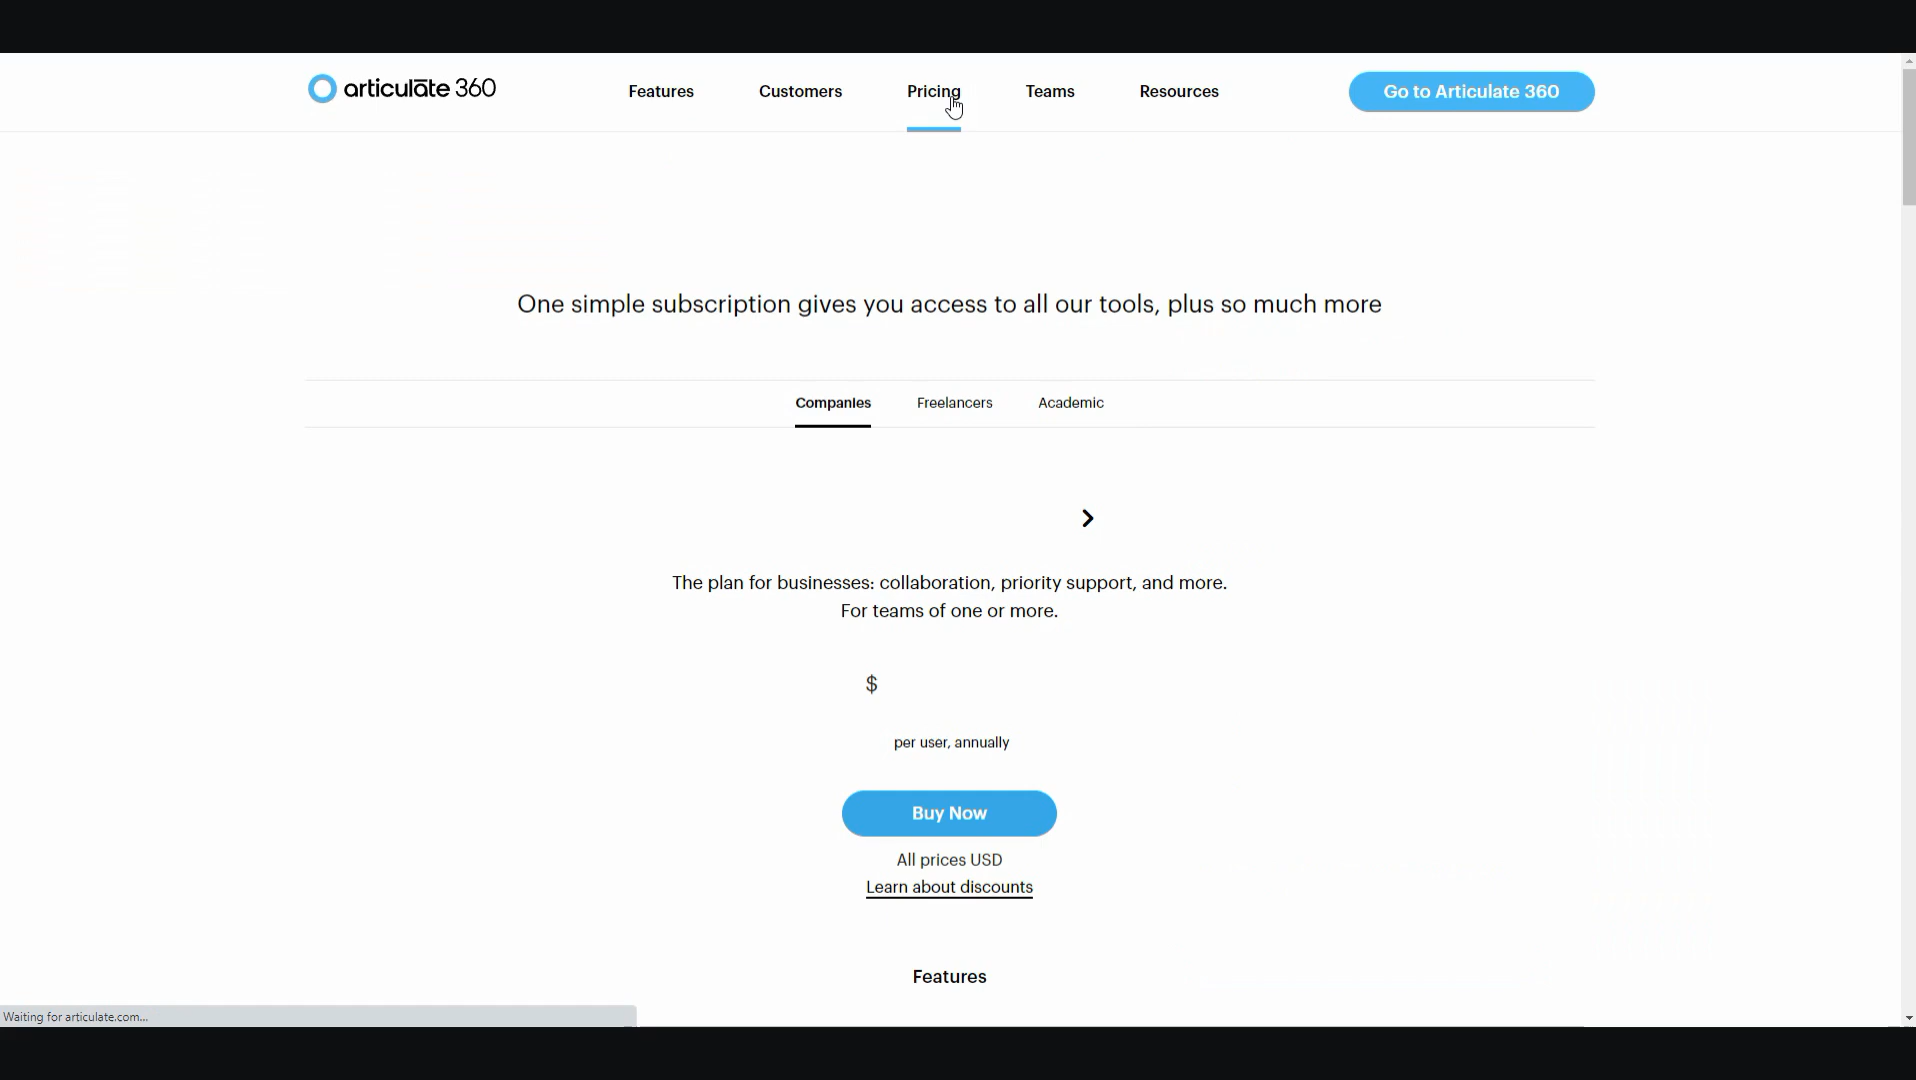 articulāte 360
Features
Customers
Pricing
Teams
Resources
Go to Articulate 360
One simple subscription gives you access to all our tools, plus so much more
Companies
Freelancers
Academic
The plan for businesses: collaboration, priority support, and more.
For teams of one or more.
$
per user, annually
Buy Now
All prices USD
Learn about discounts
Features
Waiting for articulate.com...